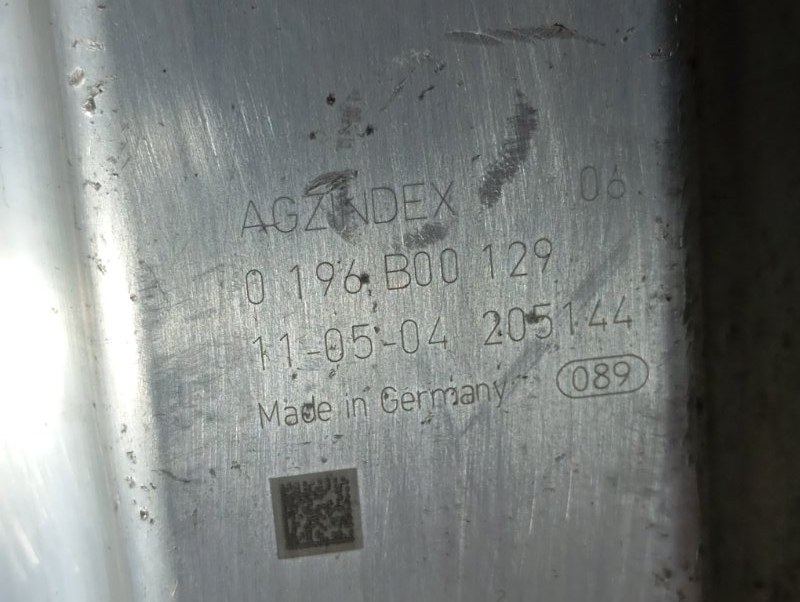 AGZINDEX 06
0 196 B00 129
11-05-04 205144
Made in Germany 089